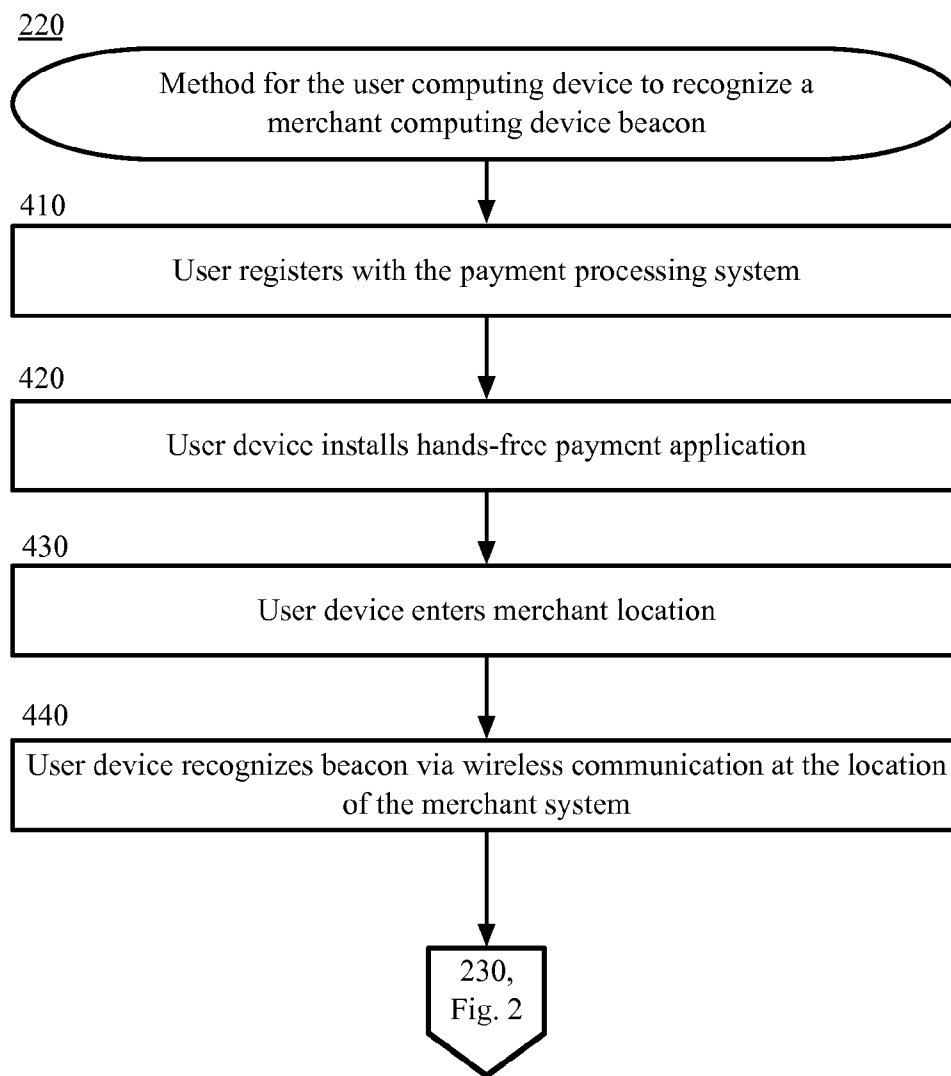 220
Method for the user computing device to recognize a
merchant computing device beacon
410
User registers with the payment processing system
420
User device installs hands-free payment application
430
User device enters merchant location
440
User device recognizes beacon via wireless communication at the location
of the merchant system
230,
Fig. 2